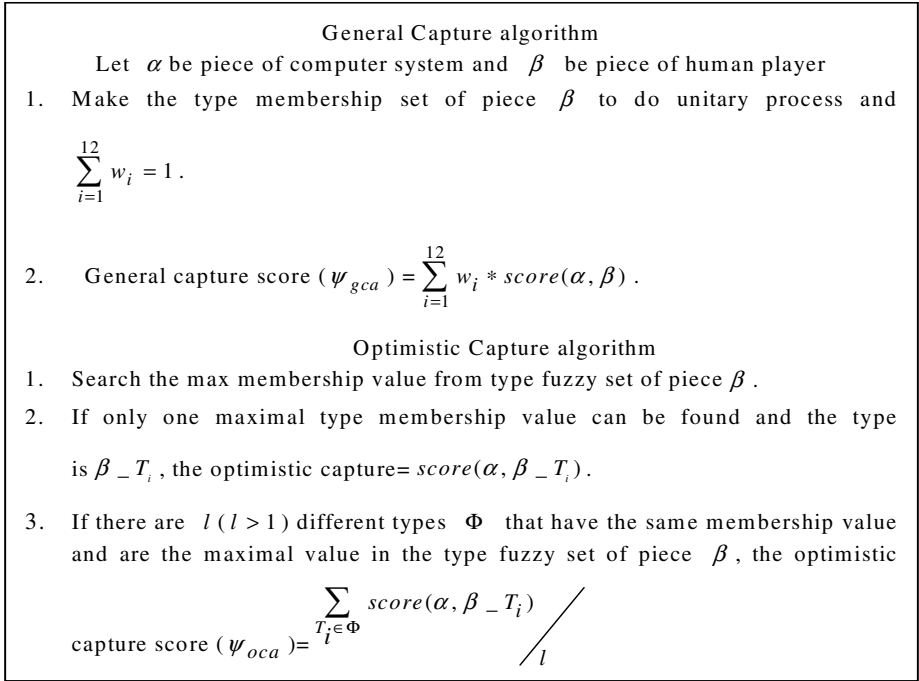 General Capture algorithm
Let α be piece of computer system and β be piece of human player
1. Make the type membership set of piece β to do unitary process and
∑_{i=1}^{12} w_i = 1 .
2. General capture score ( ψ_{gca} ) = ∑_{i=1}^{12} w_i * score(α, β) .
Optimistic Capture algorithm
1. Search the max membership value from type fuzzy set of piece β .
2. If only one maximal type membership value can be found and the type
is β _ T_i , the optimistic capture= score(α, β _ T_i) .
3. If there are l (l > 1) different types Φ that have the same membership value
and are the maximal value in the type fuzzy set of piece β , the optimistic
capture score ( ψ_{oca} )= ∑_{T_i ∈ Φ} score(α, β _ T_i) / l